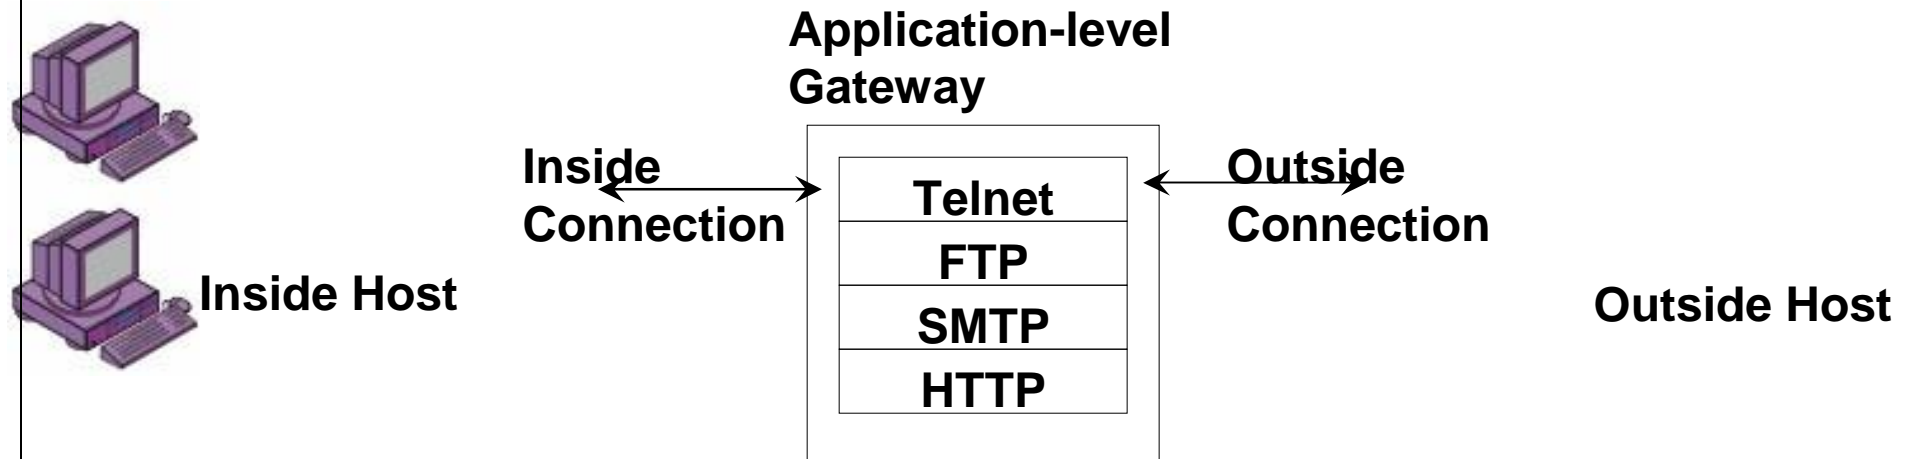 Application-level
Gateway
Inside
Connection
Outside
Connection
Telnet
FTP
SMTP
HTTP
Inside Host
Outside Host